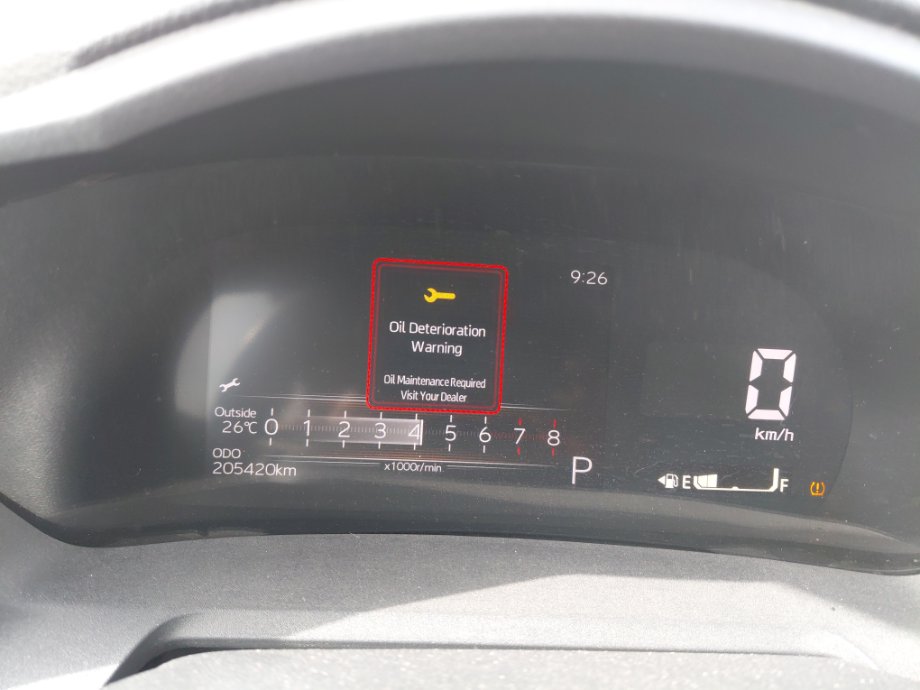 9:26
Oil Deterioration
Warning
Oil Maintenance Required
Visit Your Dealer
Outside
26°C
0 1 2 3 4 5 6 7 8
x1000r/min
ODO
205420km
P
0
km/h
E F